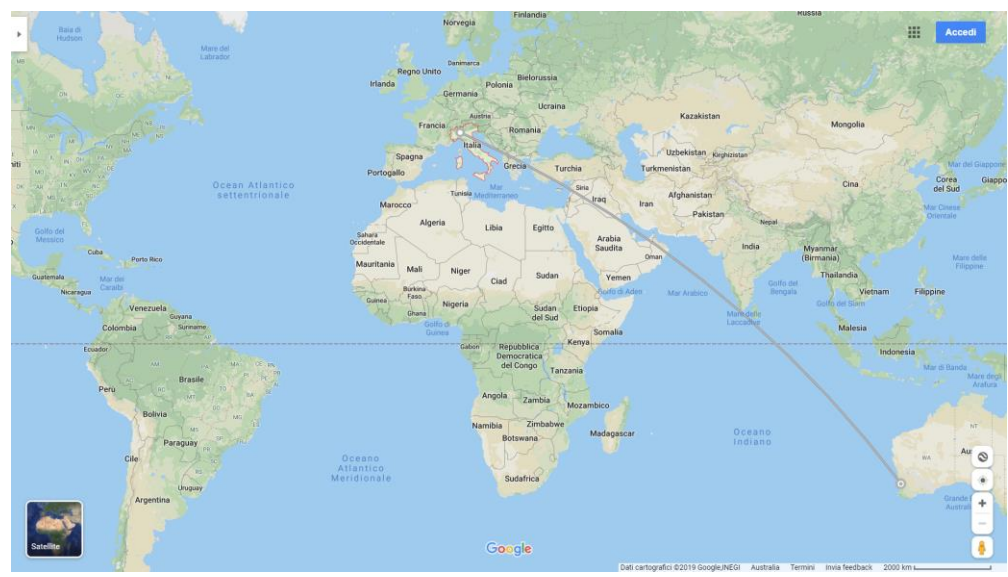 Baia di
Hudson
Mare del
Labrador
Norvegia
Finlandia
Russia
Accedi
Danimarca
Regno Unito
Irlanda
Polonia
Bielorussia
Germania
Ucraina
Austria
Francia
Romania
Italia
Kazakistan
Mongolia
Spagna
Portogallo
Grecia
Turchia
Uzbekistan
Kirghizistan
Turkmenistan
Mar del Giappone
Corea
del Sud
Giappo
Cina
Ocean Atlantico
settentrionale
Tunisia
Mar
Mediterraneo
Siria
Iraq
Iran
Afghanistan
Pakistan
Nepal
Mar Cinese
Orientale
Marocco
Algeria
Libia
Egitto
Sahara
Occidentale
Arabia
Saudita
Oman
India
Myanmar
(Birmania)
Golfo del
Messico
Cuba
Porto Rico
Mauritania
Mali
Niger
Ciad
Sudan
Yemen
Golfo di Aden
Mar Arabico
Golfo del
Bengala
Thailandia
Vietnam
Mare delle
Filippine
Filippine
Guatemala
Nicaragua
Mar dei
Caraibi
Burkina
Faso
Guinea
Ghana
Nigeria
Sudan
del Sud
Etiopia
Golfo del Siam
Mare delle
Laccadive
Venezuela
Guyana
Suriname
Colombia
Golfo di
Guinea
Somalia
Malesia
Ecuador
Gabon
Repubblica
Democratica
del Congo
Kenya
Indonesia
Tanzania
Mar di Banda
Mare degli
Arafura
Perù
Brasile
Angola
Zambia
Mozambico
Bolivia
Namibia
Zimbabwe
Botswana
Madagascar
Oceano
Indiano
Paraguay
Cile
Oceano
Atlantico
Meridionale
Sudafrica
NT
WA
Au
Uruguay
Argentina
Grande
Australi
Satellite
Google
Dati cartografici ©2019 Google,INEGI Australia Termini Invia feedback 2000 km